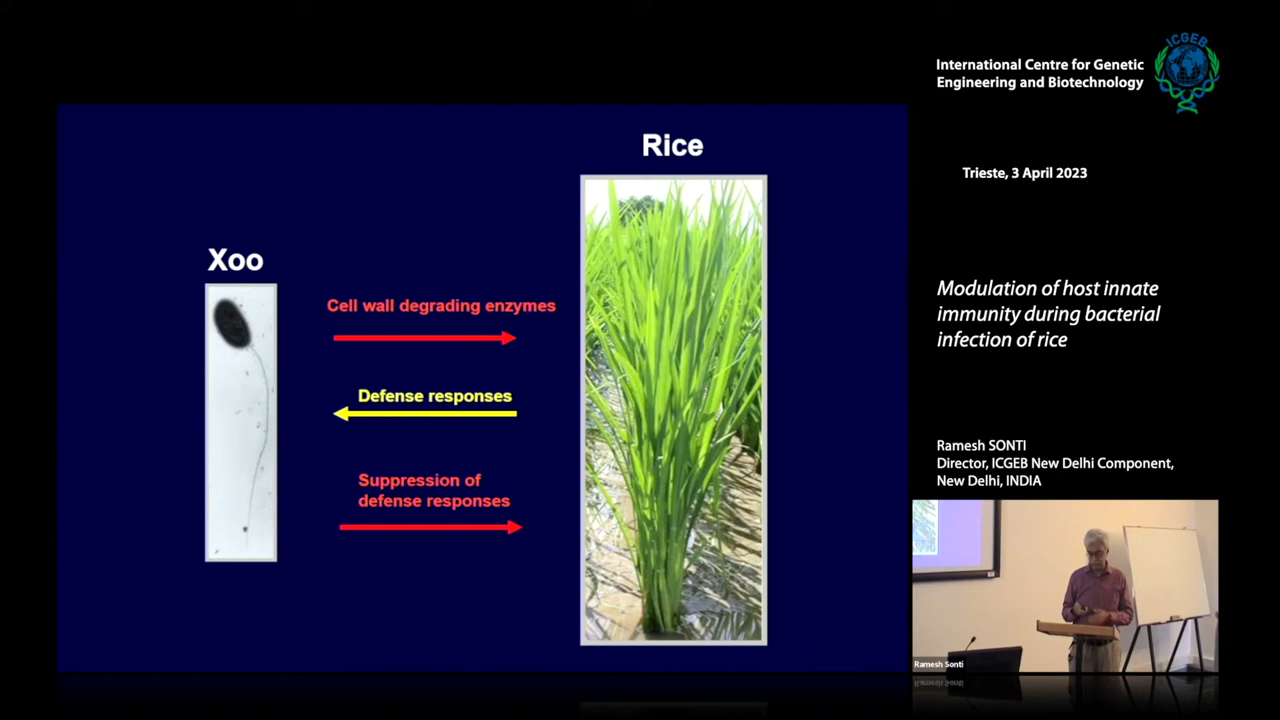 Rice
Xoo
Cell wall degrading enzymes
Defense responses
Suppression of
defense responses
International Centre for Genetic
Engineering and Biotechnology
ICGEB
Trieste, 3 April 2023
Modulation of host innate
immunity during bacterial
infection of rice
Ramesh SONTI
Director, ICGEB New Delhi Component,
New Delhi, INDIA
Ramesh Sonti